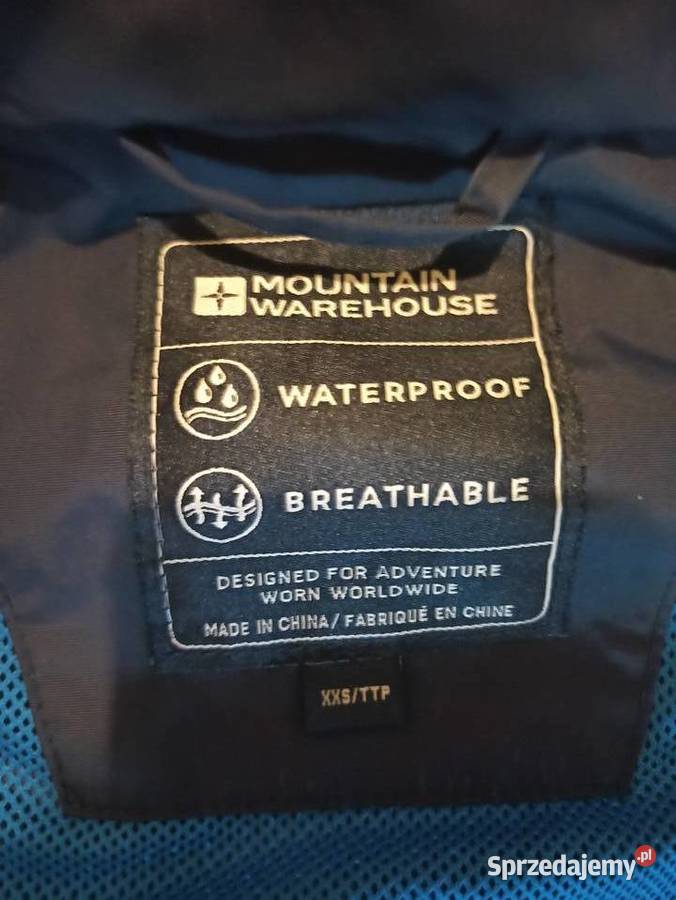 MOUNTAIN
WAREHOUSE
WATERPROOF
BREATHABLE
DESIGNED FOR ADVENTURE
WORN WORLDWIDE
MADE IN CHINA/FABRIQUÉ EN CHINE
XXS/TTP
Sprzedajemy.pl